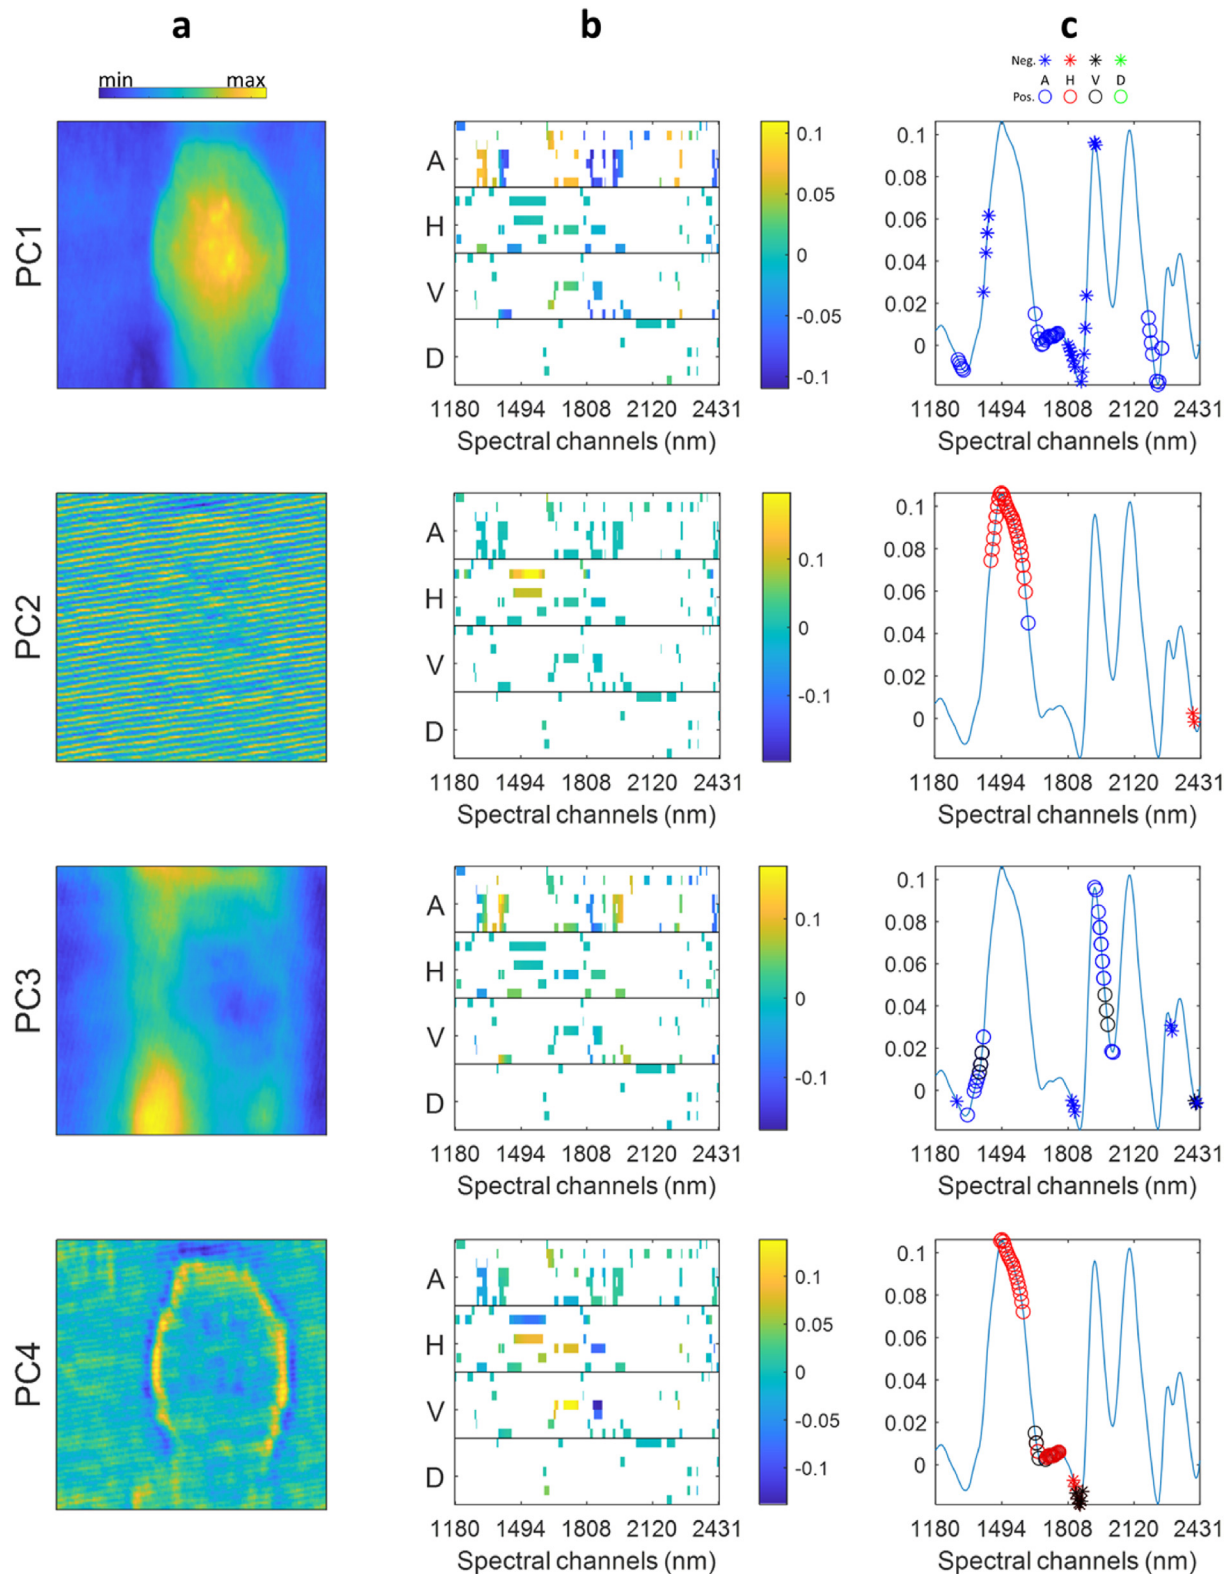 a b c
min max
Neg.
A H V D
Pos.
PC1
A
H
V
D
0.1
0.05
0
-0.05
-0.1
0.1
0.08
0.06
0.04
0.02
0
1180 1494 1808 2120 2431
Spectral channels (nm)
1180 1494 1808 2120 2431
Spectral channels (nm)
PC2
A
H
V
D
0.1
0
-0.1
0.1
0.08
0.06
0.04
0.02
0
1180 1494 1808 2120 2431
Spectral channels (nm)
1180 1494 1808 2120 2431
Spectral channels (nm)
PC3
A
H
V
D
0.1
0
-0.1
0.1
0.08
0.06
0.04
0.02
0
1180 1494 1808 2120 2431
Spectral channels (nm)
1180 1494 1808 2120 2431
Spectral channels (nm)
PC4
A
H
V
D
0.1
0.05
0
-0.05
-0.1
0.1
0.08
0.06
0.04
0.02
0
1180 1494 1808 2120 2431
Spectral channels (nm)
1180 1494 1808 2120 2431
Spectral channels (nm)